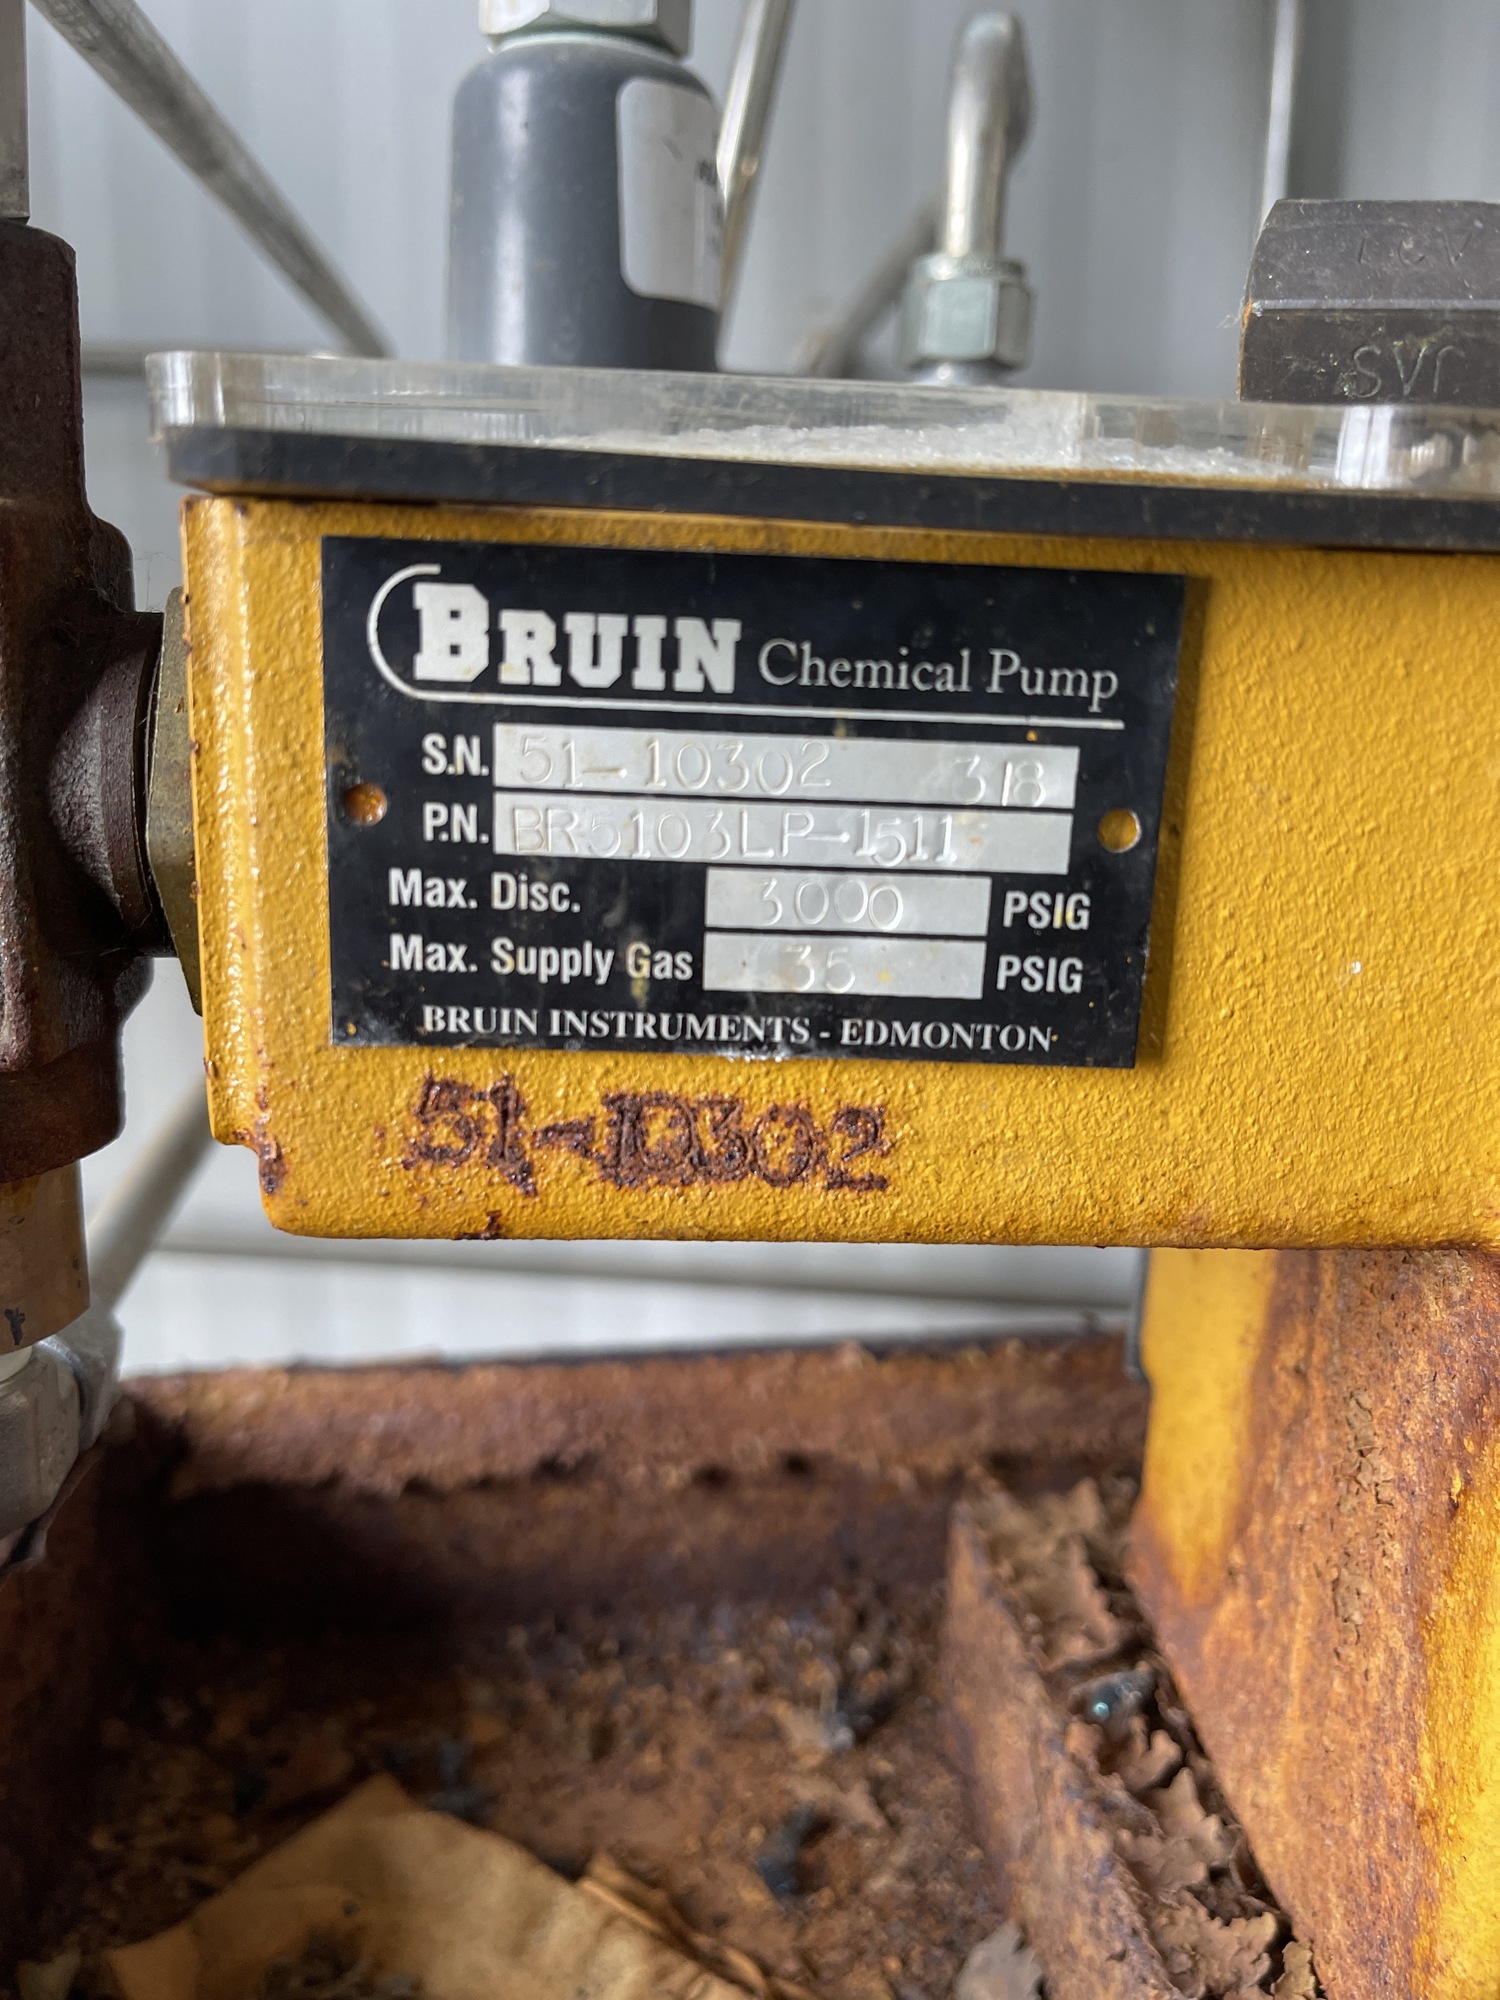 BRUIN Chemical Pump
S.N. 51-10302 318
P.N. BR5103LP-1511
Max. Disc. 3000 PSIG
Max. Supply Gas 35 PSIG
BRUIN INSTRUMENTS - EDMONTON
51-10302